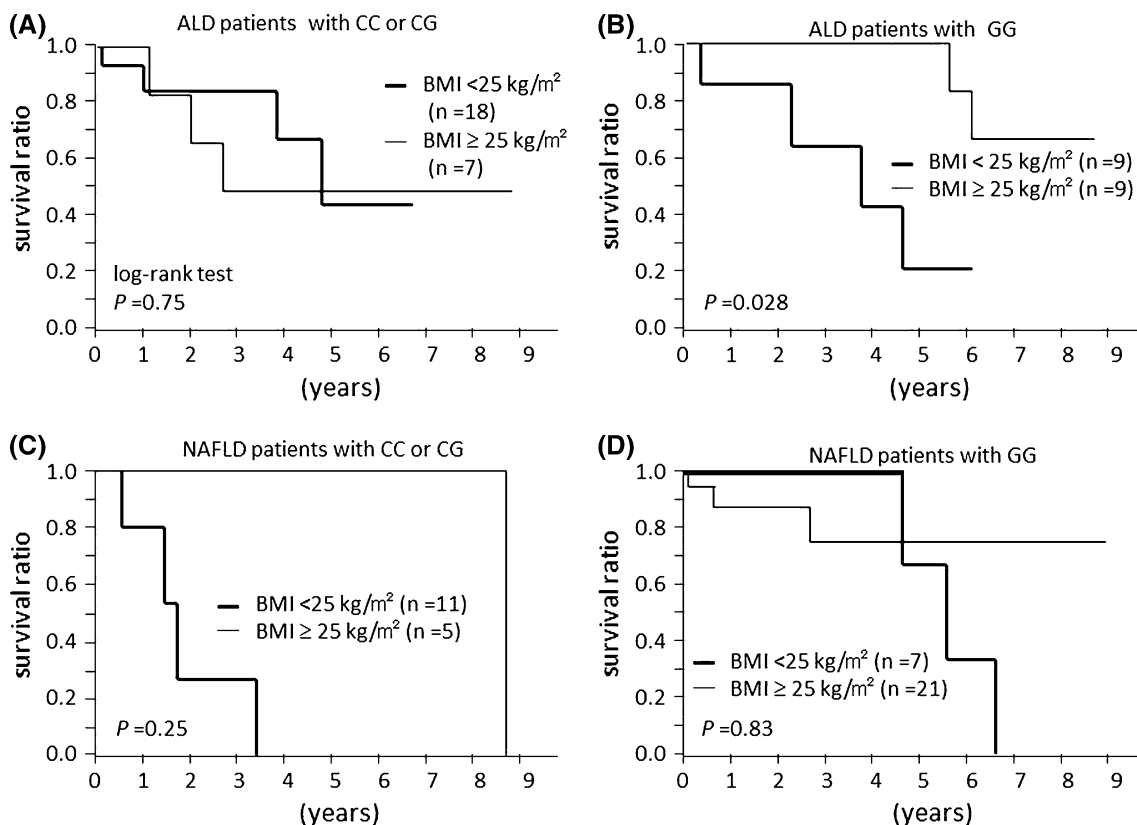 (A)
ALD patients with CC or CG
survival ratio
1.0
0.8
0.6
0.4
0.2
0.0
BMI <25 kg/m²
(n =18)
BMI ≥ 25 kg/m²
(n =7)
log-rank test
P =0.75
0 1 2 3 4 5 6 7 8 9
(years)
(B)
ALD patients with GG
survival ratio
1.0
0.8
0.6
0.4
0.2
0.0
BMI < 25 kg/m² (n =9)
BMI ≥ 25 kg/m² (n =9)
P =0.028
0 1 2 3 4 5 6 7 8 9
(years)
(C)
NAFLD patients with CC or CG
survival ratio
1.0
0.8
0.6
0.4
0.2
0.0
BMI <25 kg/m² (n =11)
BMI ≥ 25 kg/m² (n =5)
P =0.25
0 1 2 3 4 5 6 7 8 9
(years)
(D)
NAFLD patients with GG
survival ratio
1.0
0.8
0.6
0.4
0.2
0.0
BMI <25 kg/m² (n =7)
BMI ≥ 25 kg/m² (n =21)
P =0.83
0 1 2 3 4 5 6 7 8 9
(years)